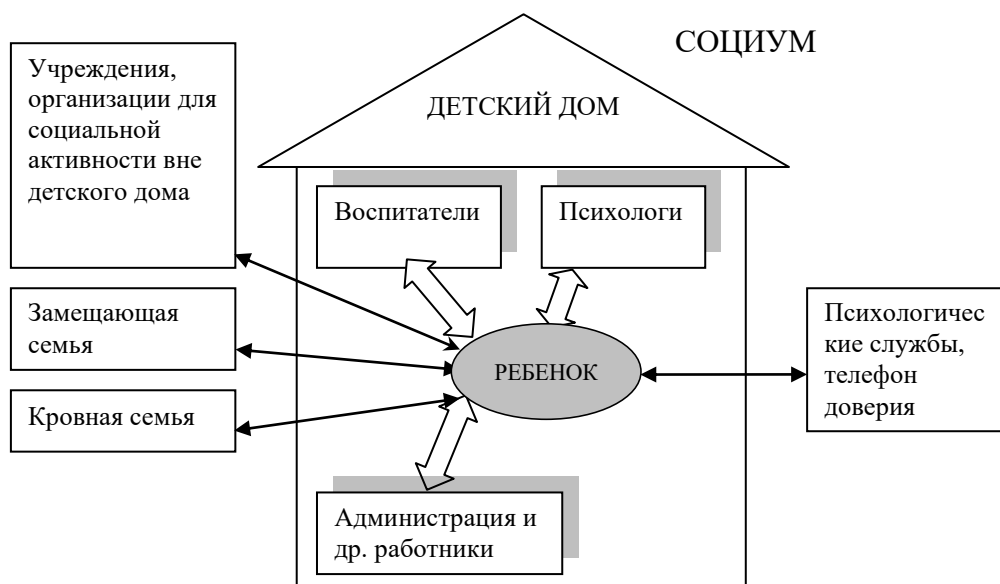 СОЦИУМ
Учреждения,
организации для
социальной
активности вне
детского дома
ДЕТСКИЙ ДОМ
Воспитатели
Психологи
Замещающая
семья
Психологичес
кие службы,
телефон
доверия
РЕБЕНОК
Кровная семья
Администрация и
др. работники